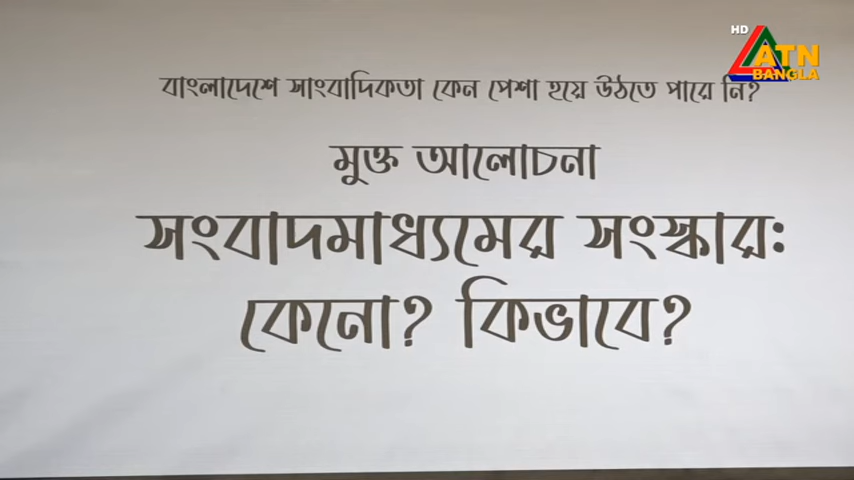 HD
ATN
BANGLA
বাংলাদেশে সাংবাদিকতা কেন পেশা হয়ে উঠতে পারে নি?
মুক্ত আলোচনা
সংবাদমাধ্যমের সংস্কার:
কেনো? কিভাবে?